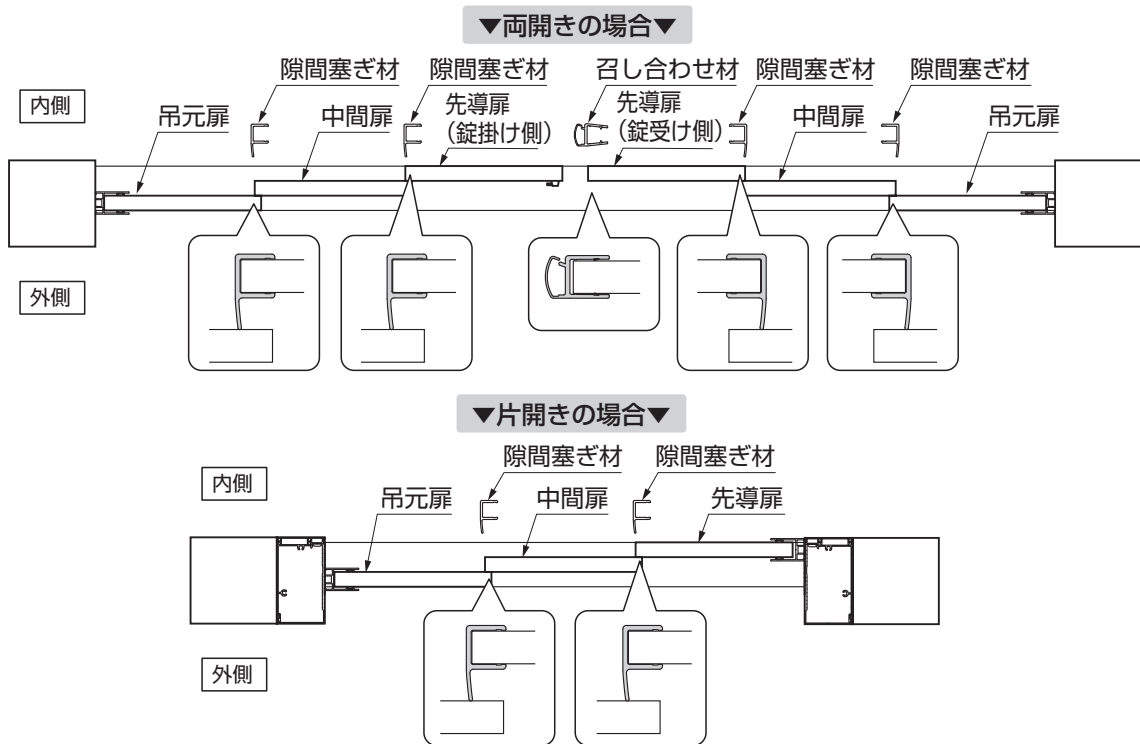 ▼両開きの場合▼
隙間塞ぎ材
隙間塞ぎ材
召し合わせ材
隙間塞ぎ材
隙間塞ぎ材
内側
吊元扉
中間扉
先導扉
（錠掛け側）
先導扉
（錠受け側）
中間扉
吊元扉
外側
▼片開きの場合▼
隙間塞ぎ材
隙間塞ぎ材
内側
吊元扉
中間扉
先導扉
外側